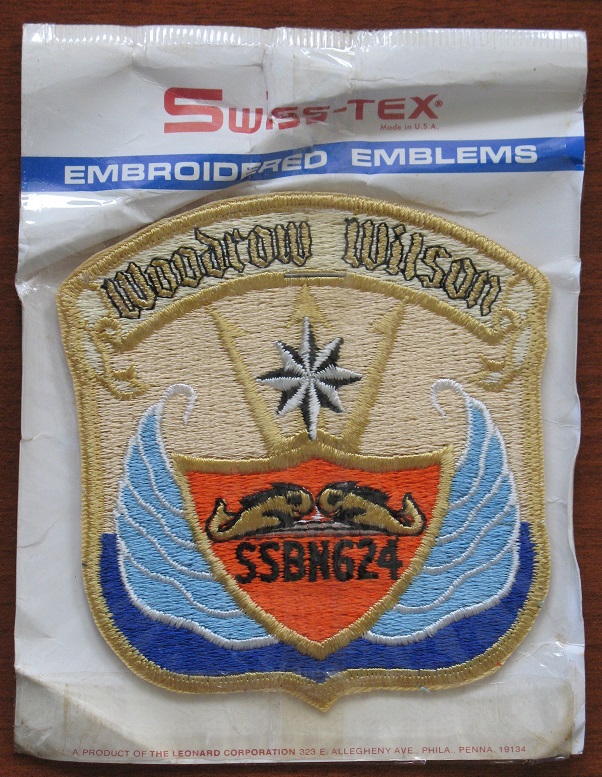 Swiss-Tex®
Made in U.S.A.
EMBROIDERED EMBLEMS
Woodrow Wilson
SSBN624
A PRODUCT OF THE LEONARD CORPORATION 323 E. ALLEGHENY AVE., PHILA., PENNA. 19134